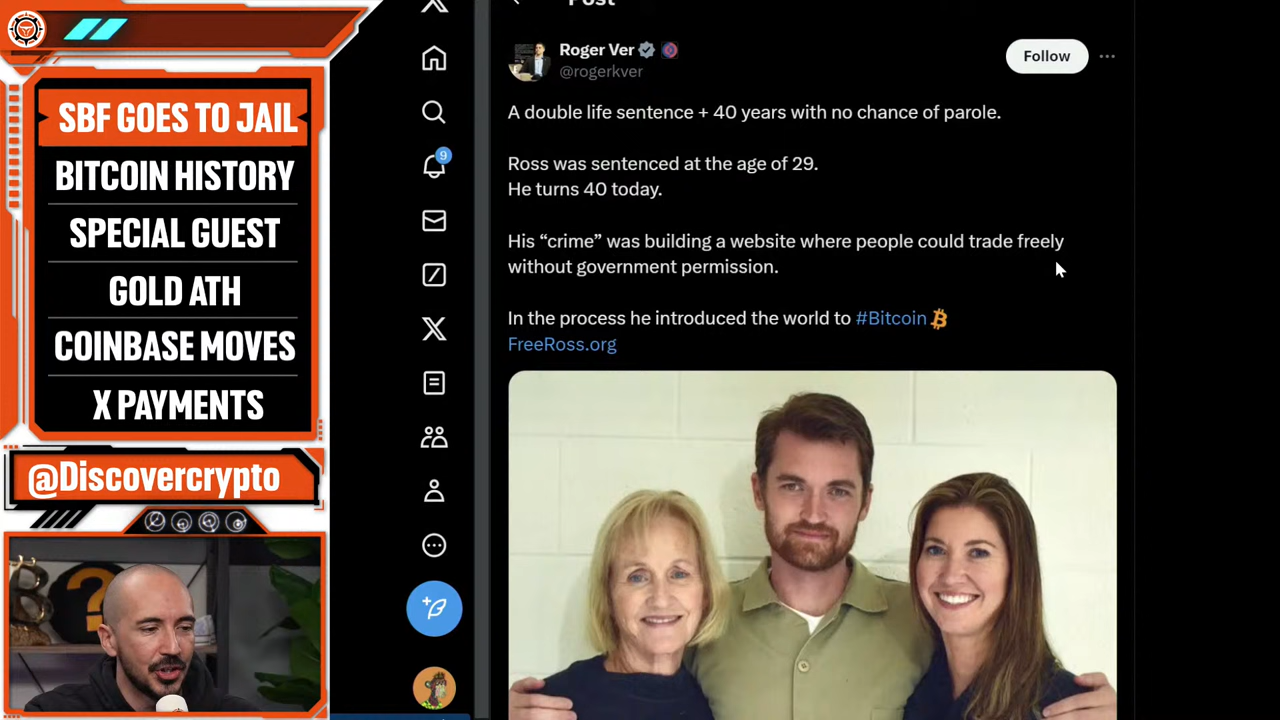 SBF GOES TO JAIL
BITCOIN HISTORY
SPECIAL GUEST
GOLD ATH
COINBASE MOVES
X PAYMENTS
@Discovercrypto
Post
Roger Ver
@rogerkver
Follow
9
A double life sentence + 40 years with no chance of parole.
Ross was sentenced at the age of 29.
He turns 40 today.
His “crime” was building a website where people could trade freely
without government permission.
In the process he introduced the world to #Bitcoin
FreeRoss.org